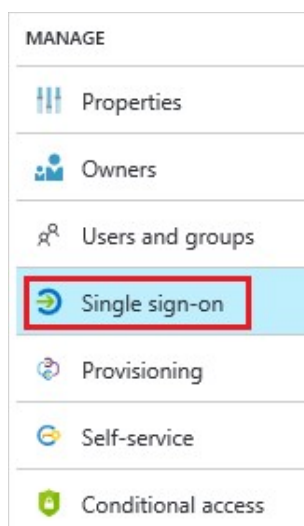 MANAGE
Properties
Owners
Users and groups
Single sign-on
Provisioning
Self-service
Conditional access